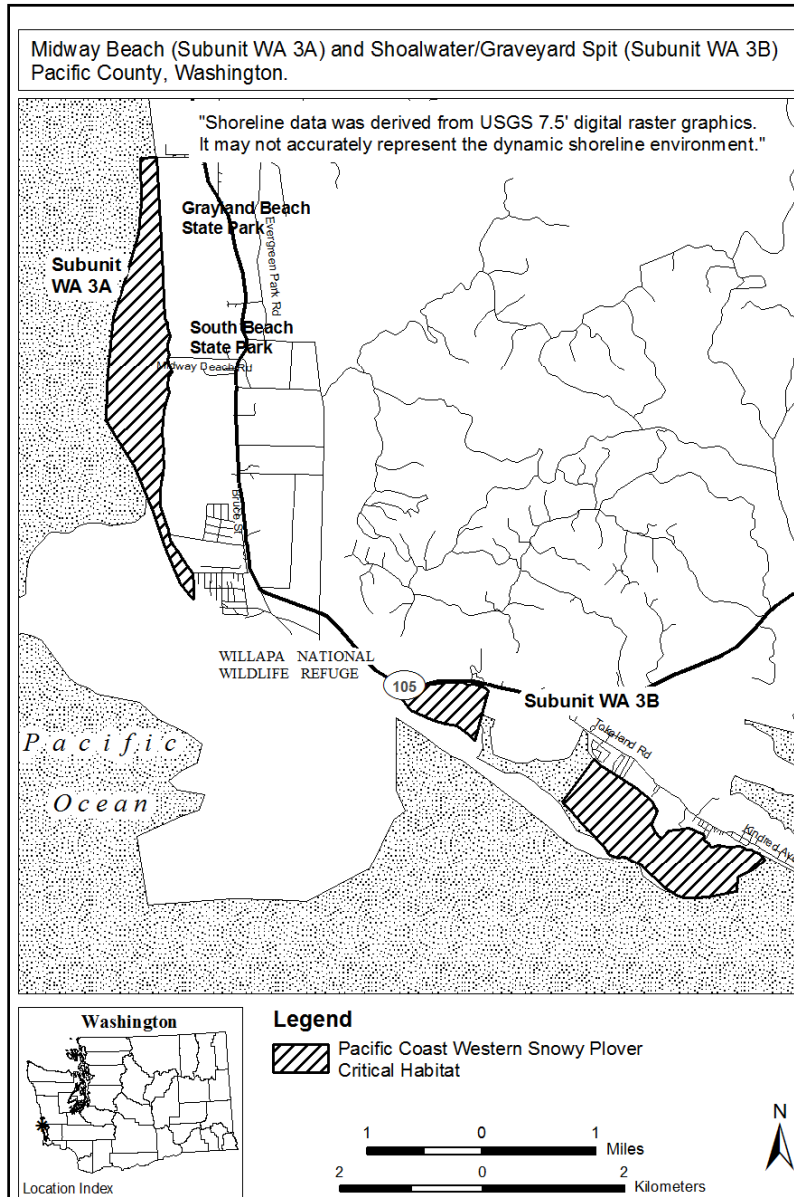 Midway Beach (Subunit WA 3A) and Shoalwater/Graveyard Spit (Subunit WA 3B)
Pacific County, Washington.
"Shoreline data was derived from USGS 7.5' digital raster graphics.
It may not accurately represent the dynamic shoreline environment."
Grayland Beach
State Park
Evergreen Park Rd
Subunit
WA 3A
South Beach
State Park
Midway Beach Rd
Bruce St
WILLAPA NATIONAL
WILDLIFE REFUGE
105
Subunit WA 3B
Tokeland Rd
Kindred Ave
Pacific
Ocean
Washington
Location Index
Legend
Pacific Coast Western Snowy Plover
Critical Habitat
1 0 1
Miles
2 0 2
Kilometers
N